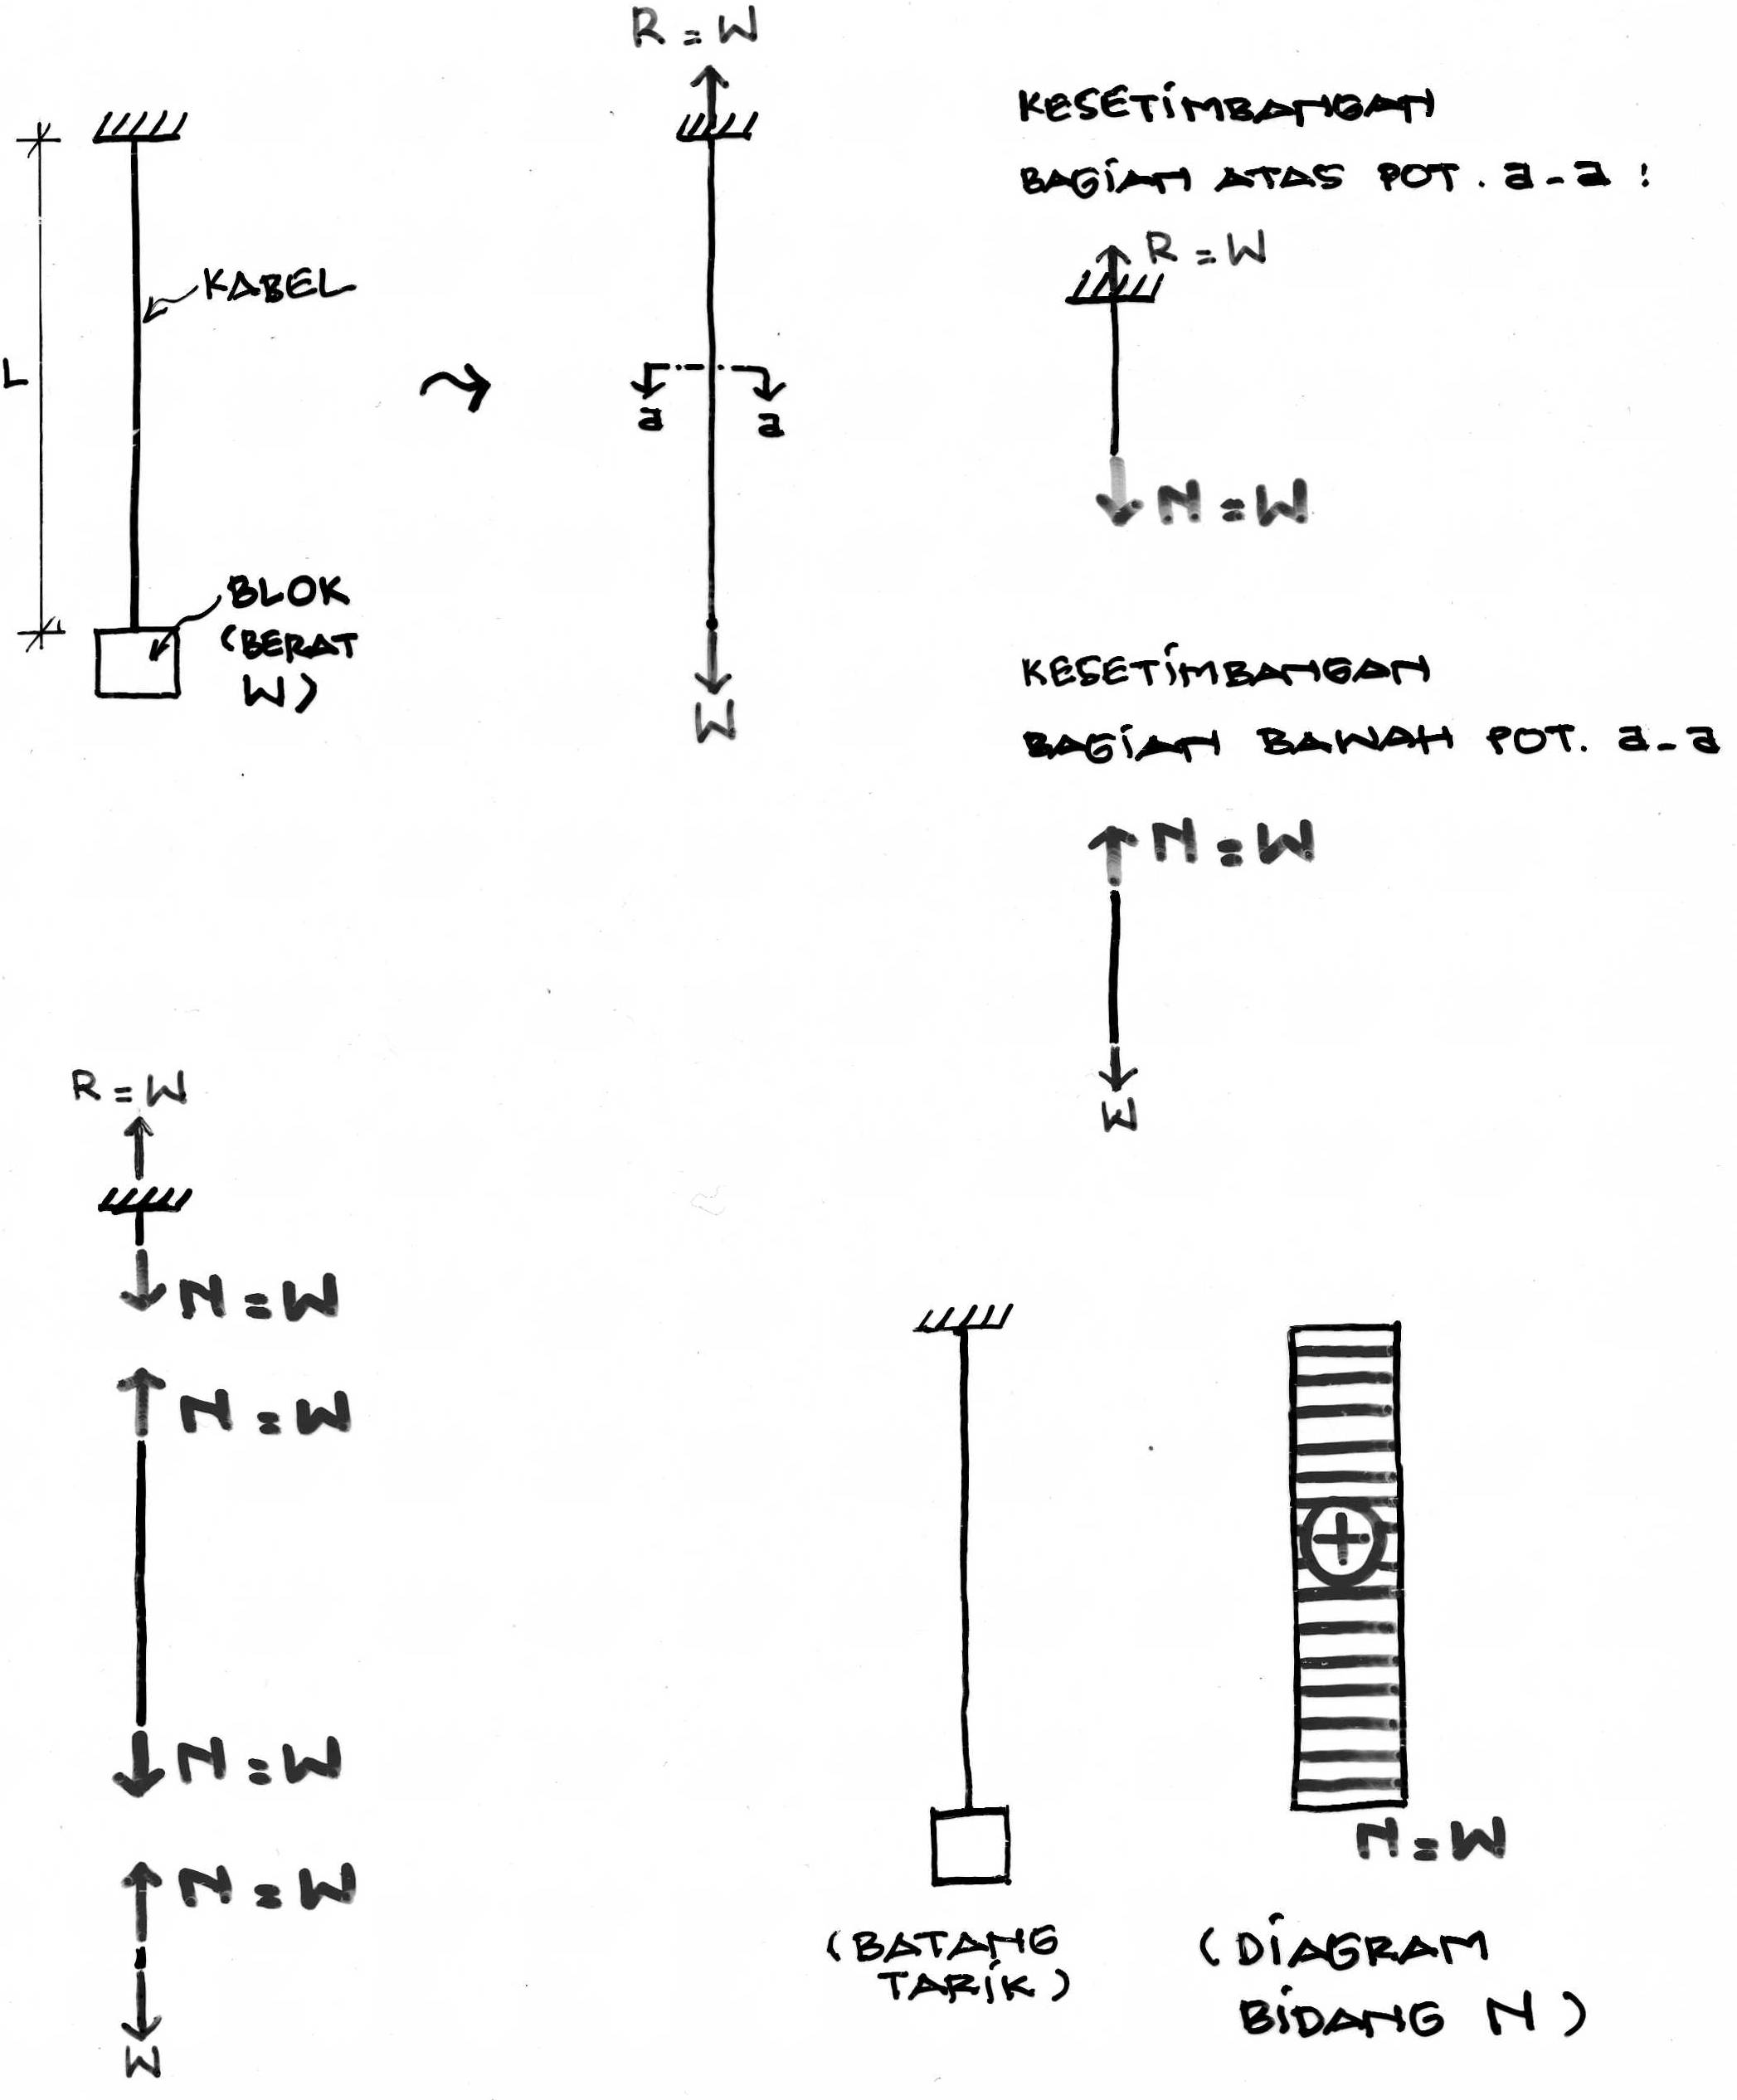 R = W
KESETIMBANGAN
BAGIAN ATAS POT. a-a :
R = W
KABEL
L
a
a
N = W
BLOK
(BERAT
W)
W
KESETIMBANGAN
BAGIAN BAWAH POT. a-a
N = W
W
R = W
N = W
N = W
N = W
N = W
W
+
N = W
(BATANG
TARIK)
(DIAGRAM
BIDANG N)